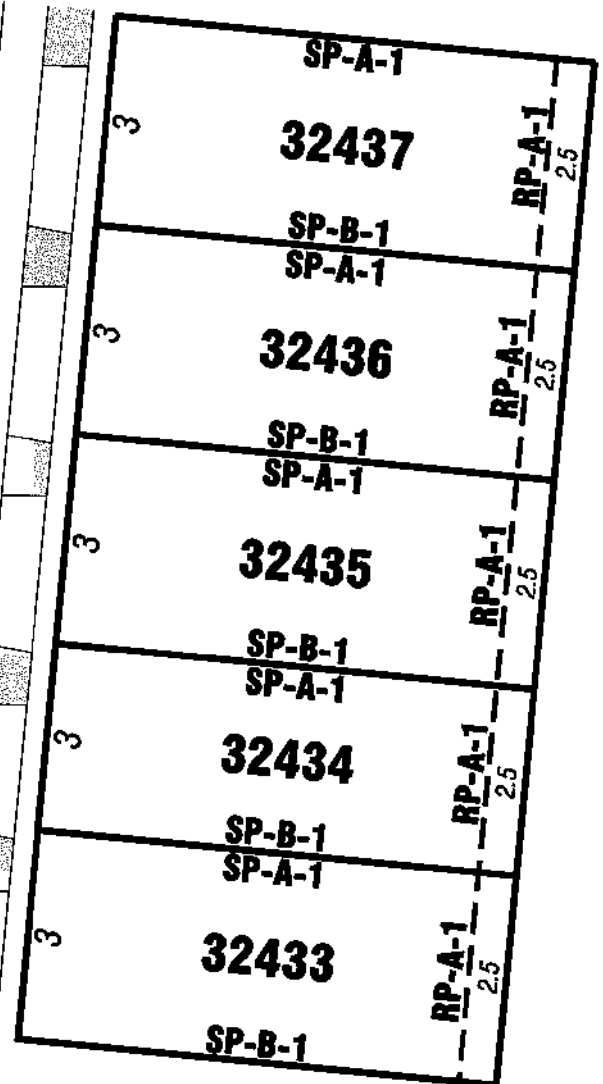 SP-A-1
3
32437
RP-A-1
2.5
SP-B-1
SP-A-1
3
32436
RP-A-1
2.5
SP-B-1
SP-A-1
3
32435
RP-A-1
2.5
SP-B-1
SP-A-1
3
32434
RP-A-1
2.5
SP-B-1
SP-A-1
3
32433
RP-A-1
2.5
SP-B-1